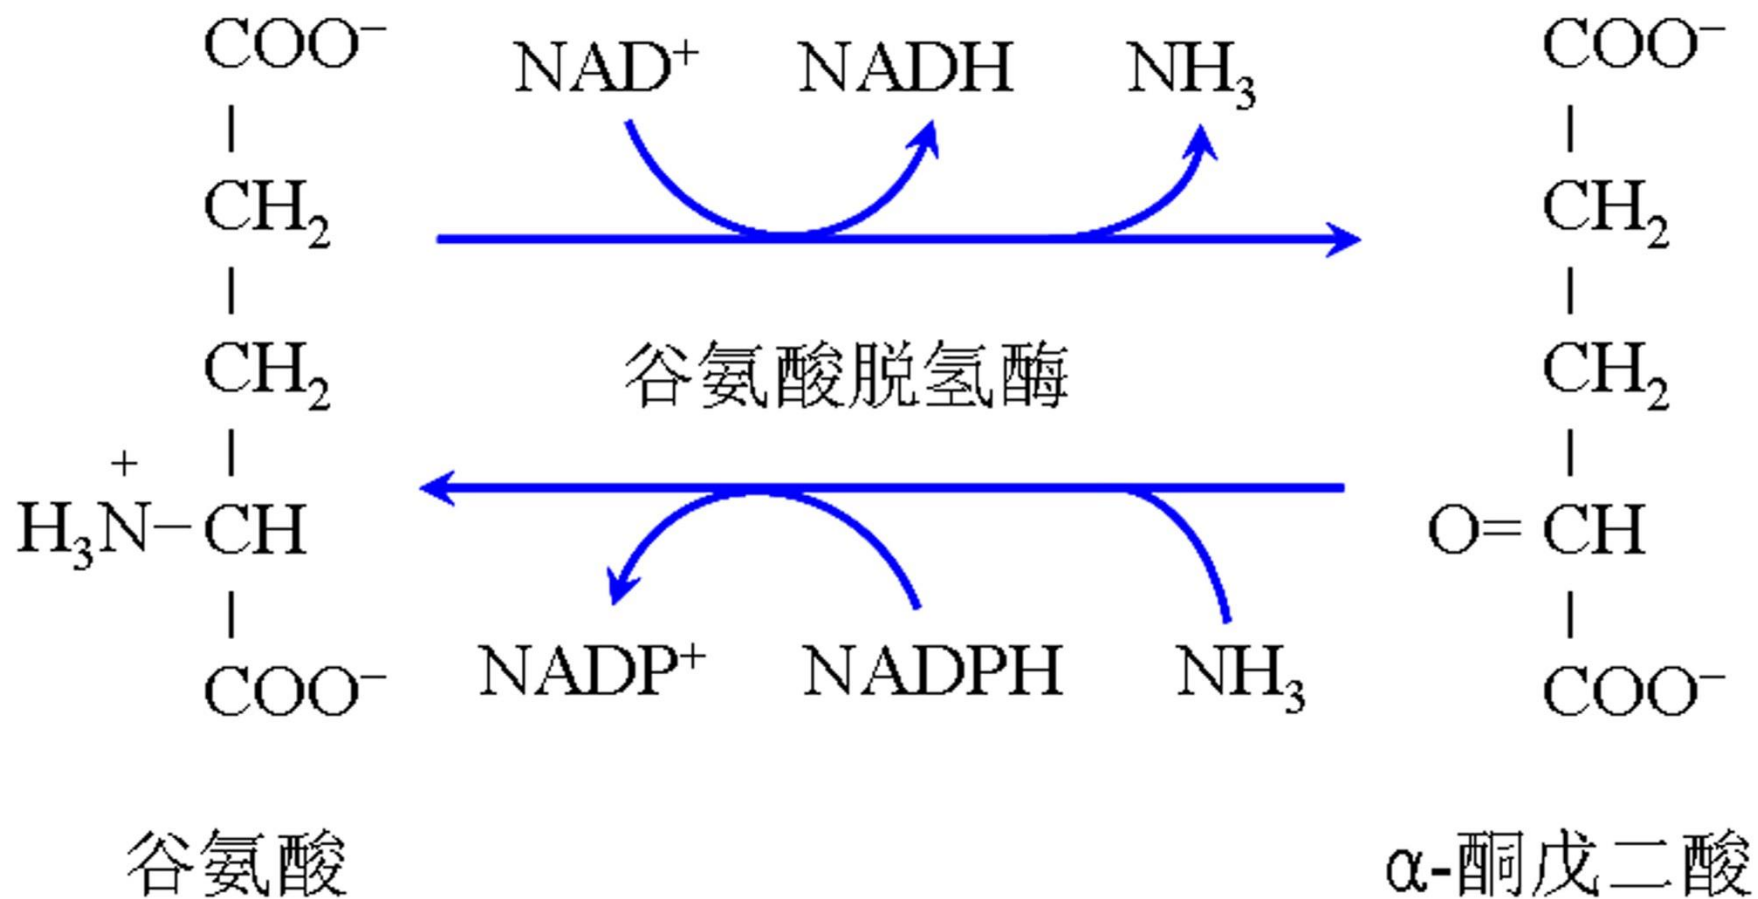 COO⁻ NAD⁺ NADH NH₃ COO⁻
CH₂ CH₂
谷氨酸脱氢酶
CH₂ CH₂
H₃N⁺–CH O=CH
COO⁻ NADP⁺ NADPH NH₃ COO⁻
谷氨酸 α-酮戊二酸